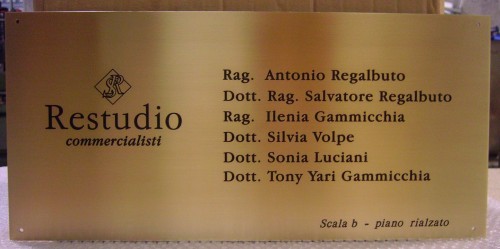 SR
Restudio
commercialisti
Rag. Antonio Regalbuto
Dott. Rag. Salvatore Regalbuto
Rag. Ilenia Gammicchia
Dott. Silvia Volpe
Dott. Sonia Luciani
Dott. Tony Yari Gammicchia
Scala b - piano rialzato